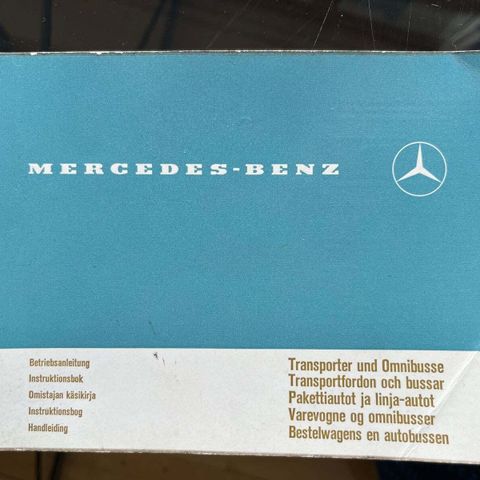 MERCEDES-BENZ
Betriebsanleitung
Instruktionsbok
Omistajan käsikirja
Instruktionsbog
Handleiding
Transporter und Omnibusse
Transportfordon och bussar
Pakettiautot ja linja-autot
Varevogne og omnibusser
Bestelwagens en autobussen